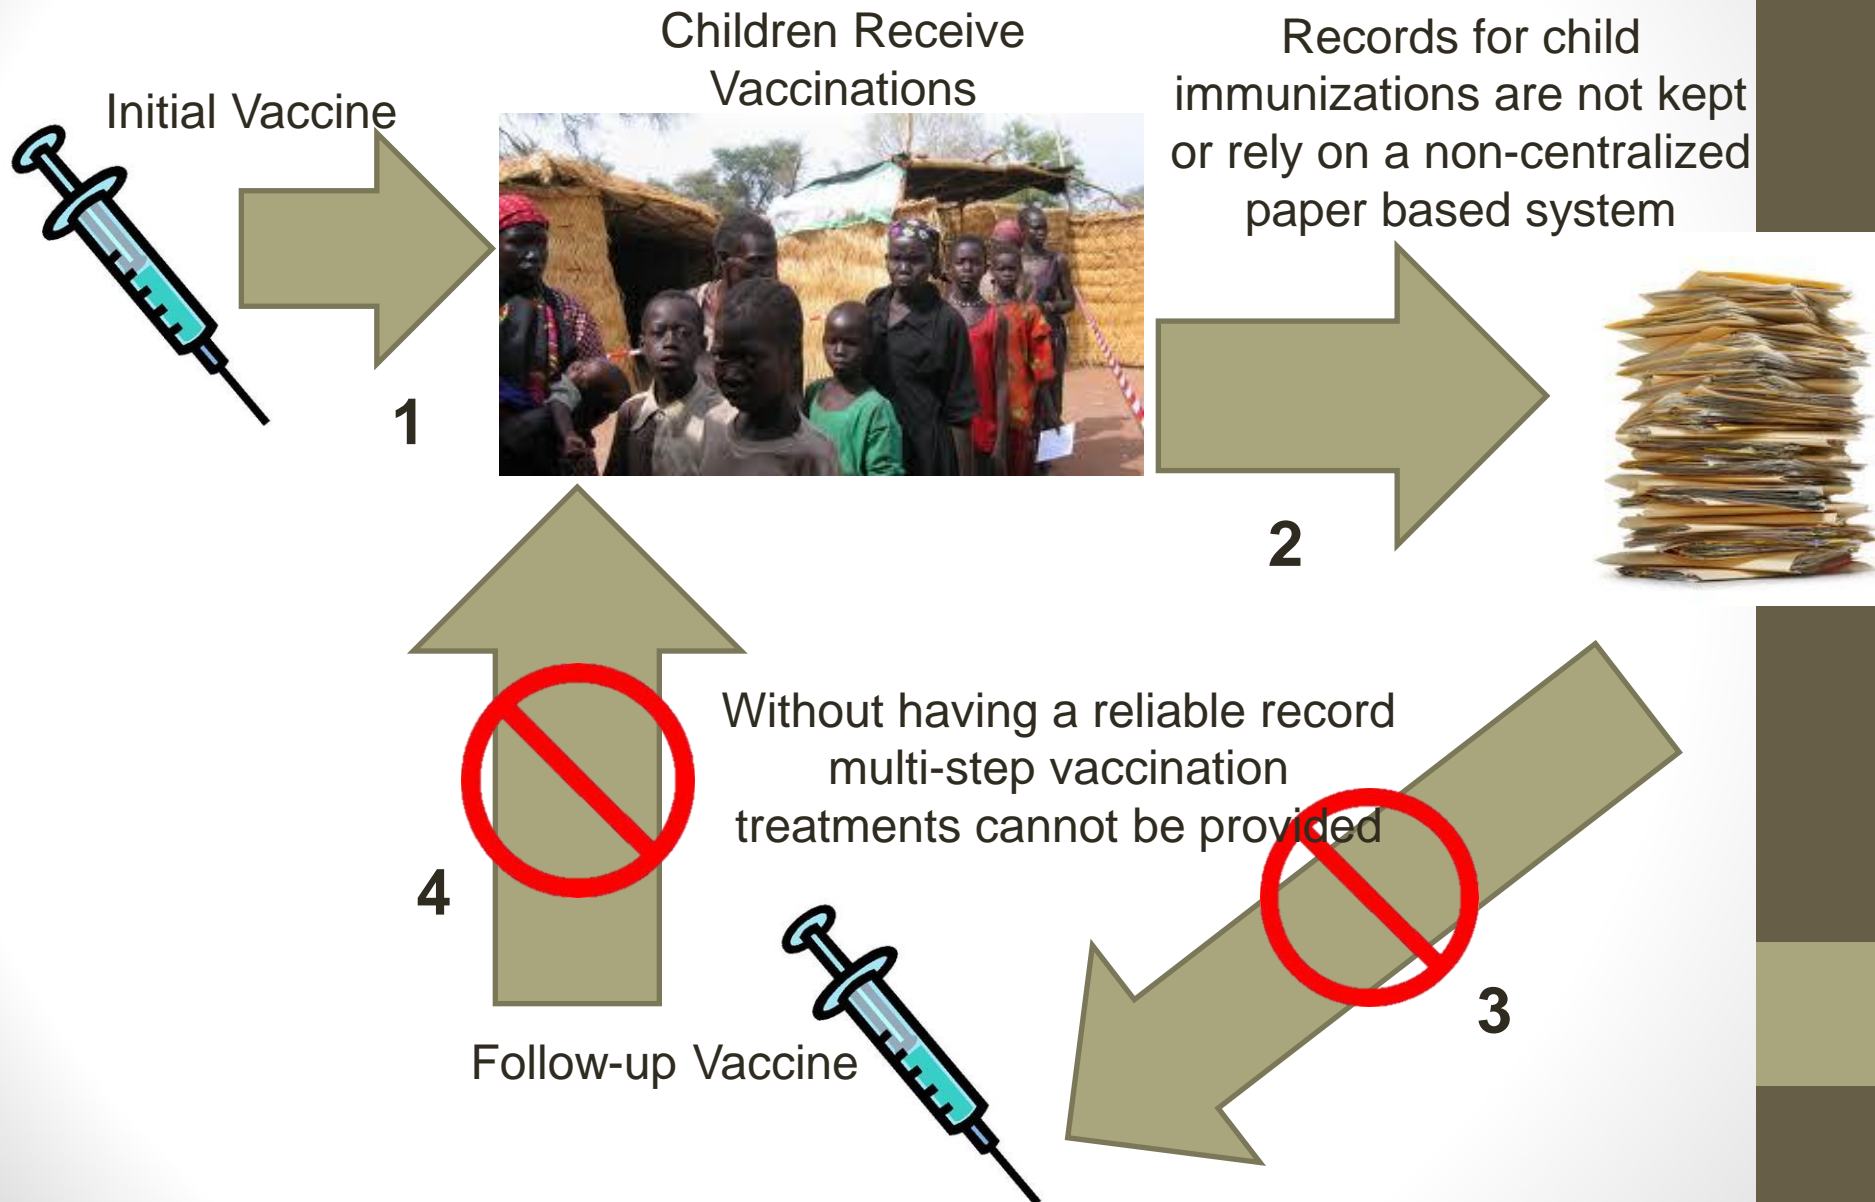 Initial Vaccine
Children Receive
Vaccinations
Records for child
immunizations are not kept
or rely on a non-centralized
paper based system
1
2
Without having a reliable record
multi-step vaccination
treatments cannot be provided
3
4
Follow-up Vaccine